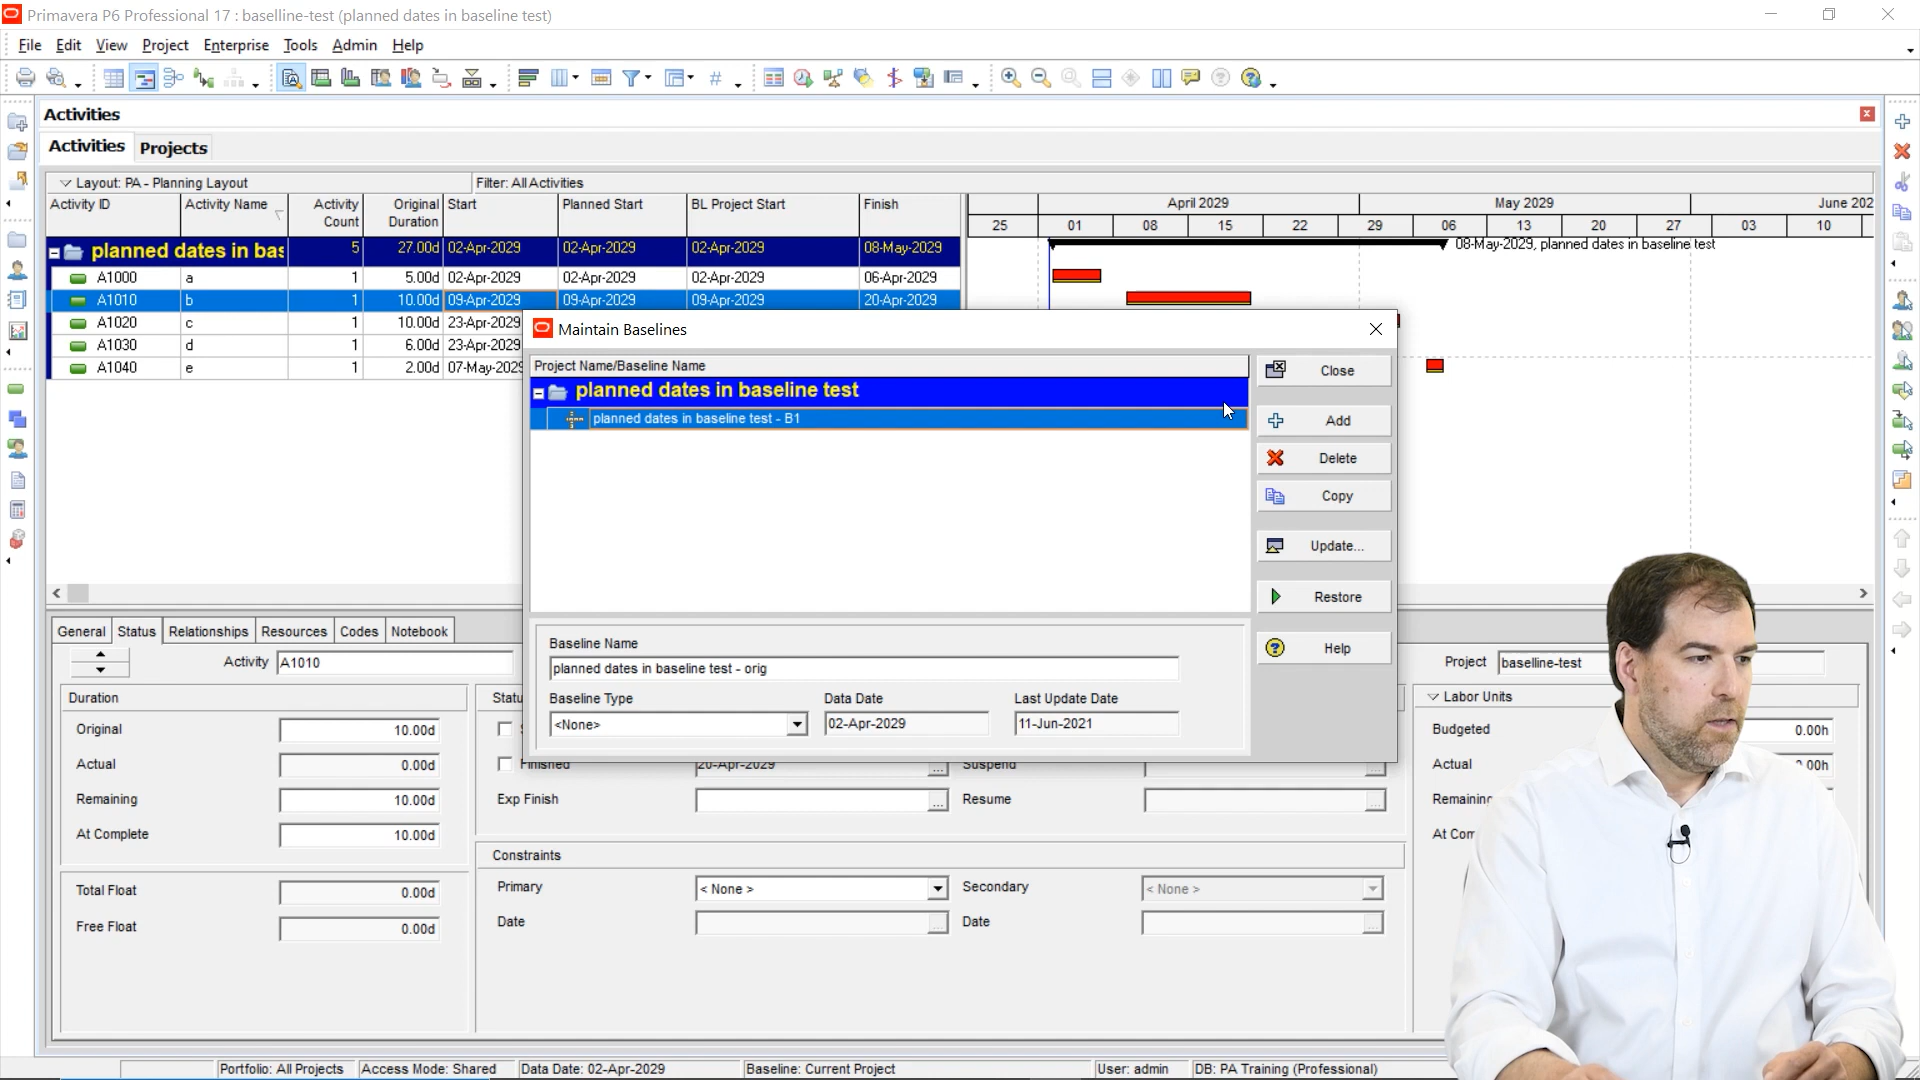 Primavera P6 Professional 17 : baselline-test (planned dates in baseline test)
File Edit View Project Enterprise Tools Admin Help
Activities
Activities Projects
Layout: PA - Planning Layout Filter: All Activities
Activity ID Activity Name Activity Count Original Duration Start Planned Start BL Project Start Finish
April 2029 May 2029 June 202
25 01 08 15 22 29 06 13 20 27 03 10
planned dates in bas 5 27.00d 02-Apr-2029 02-Apr-2029 02-Apr-2029 08-May-2029
08-May-2029, planned dates in baseline test
A1000 a 1 5.00d 02-Apr-2029 02-Apr-2029 02-Apr-2029 06-Apr-2029
A1010 b 1 10.00d 09-Apr-2029 09-Apr-2029 09-Apr-2029 20-Apr-2029
A1020 c 1 10.00d 23-Apr-2029
A1030 d 1 6.00d 23-Apr-2029
A1040 e 1 2.00d 07-May-2029
Maintain Baselines
Project Name/Baseline Name
planned dates in baseline test
planned dates in baseline test - B1
Close
Add
Delete
Copy
Update...
Restore
Help
Baseline Name
planned dates in baseline test - orig
Baseline Type Data Date Last Update Date
<None> 02-Apr-2029 11-Jun-2021
General Status Relationships Resources Codes Notebook
Activity A1010 Project baselline-test
Duration
Original 10.00d
Actual 0.00d
Remaining 10.00d
At Complete 10.00d
Total Float 0.00d
Free Float 0.00d
Statu
Finished 20-Apr-2029 Suspend
Exp Finish Resume
Constraints
Primary < None > Secondary < None >
Date Date
Labor Units
Budgeted 0.00h
Actual 00h
Remaining
At Com
Portfolio: All Projects Access Mode: Shared Data Date: 02-Apr-2029 Baseline: Current Project User: admin DB: PA Training (Professional)